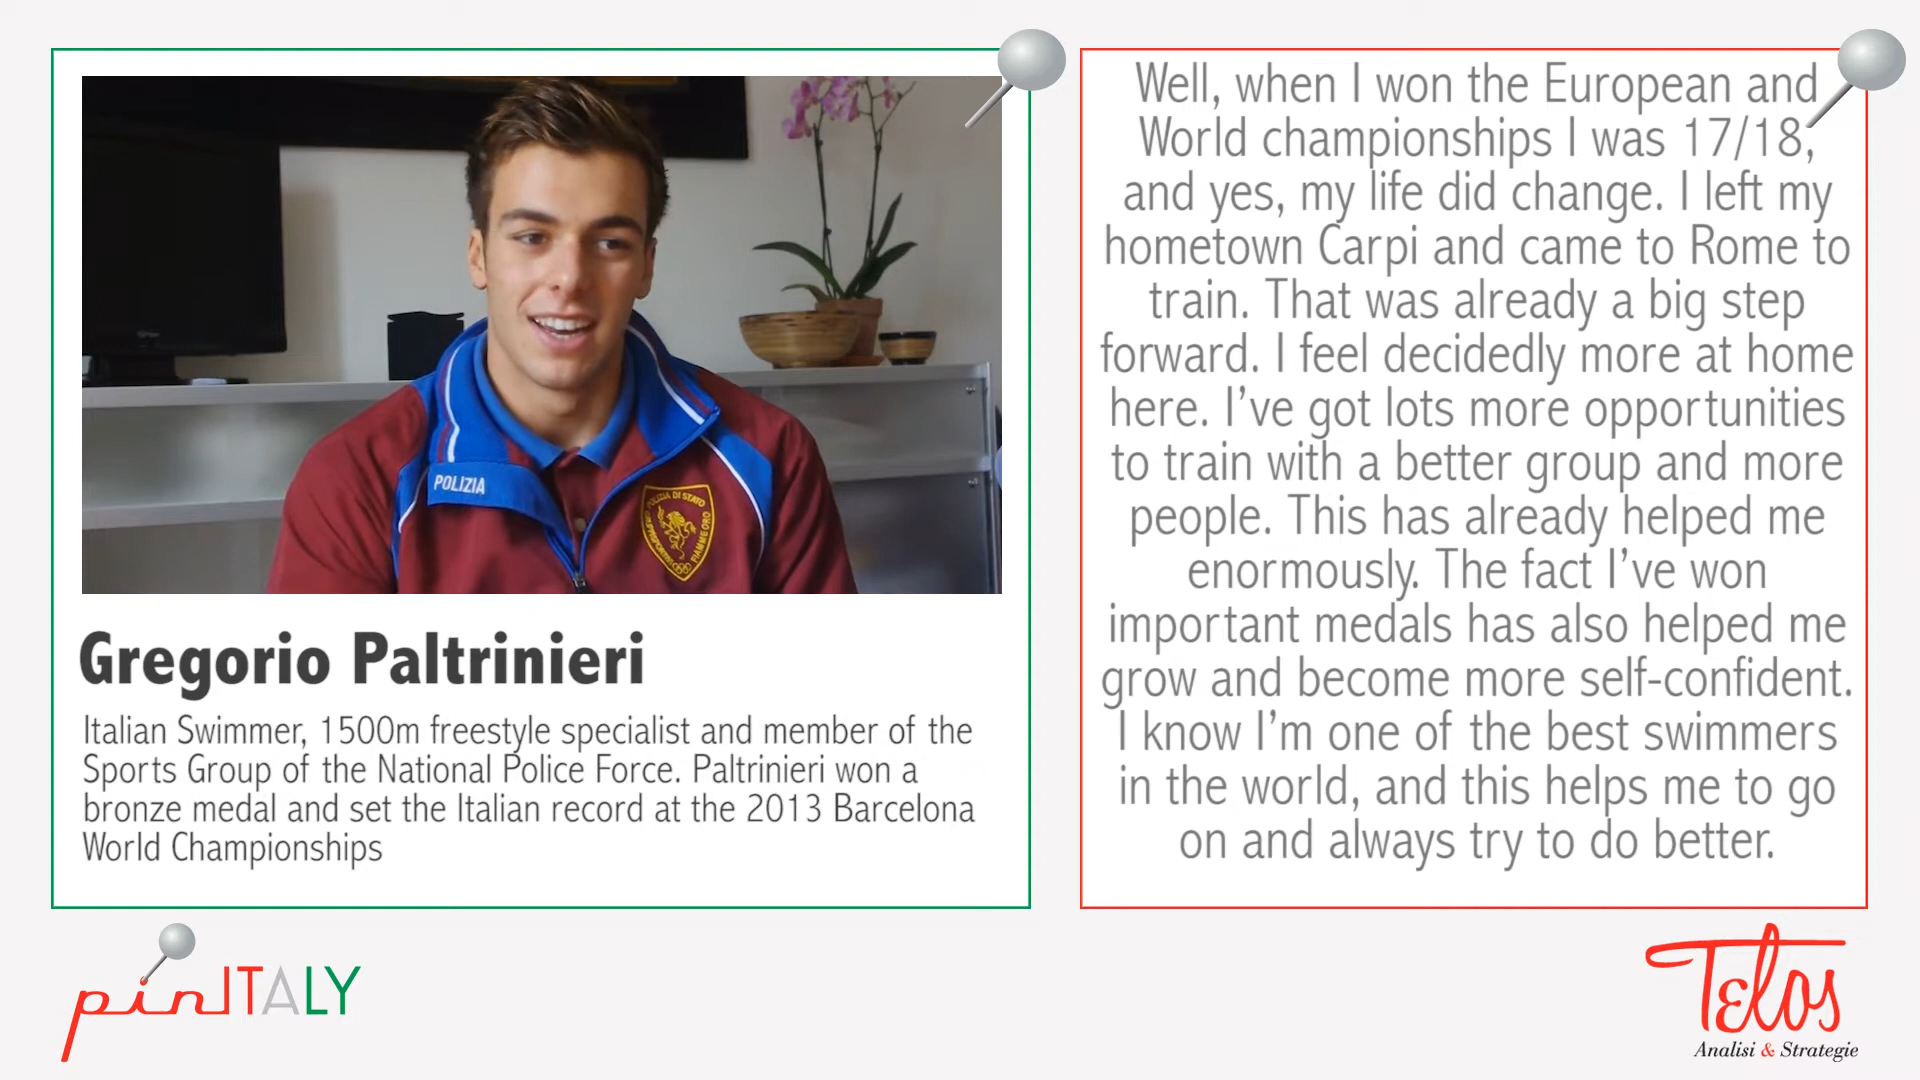 POLIZIA
POLIZIA DI STATO
FIAMME ORO
Gregorio Paltrinieri
Italian Swimmer, 1500m freestyle specialist and member of the
Sports Group of the National Police Force. Paltrinieri won a
bronze medal and set the Italian record at the 2013 Barcelona
World Championships
Well, when I won the European and
World championships I was 17/18,
and yes, my life did change. I left my
hometown Carpi and came to Rome to
train. That was already a big step
forward. I feel decidedly more at home
here. I’ve got lots more opportunities
to train with a better group and more
people. This has already helped me
enormously. The fact I’ve won
important medals has also helped me
grow and become more self-confident.
I know I’m one of the best swimmers
in the world, and this helps me to go
on and always try to do better.
pinITALY
Telos
Analisi & Strategie